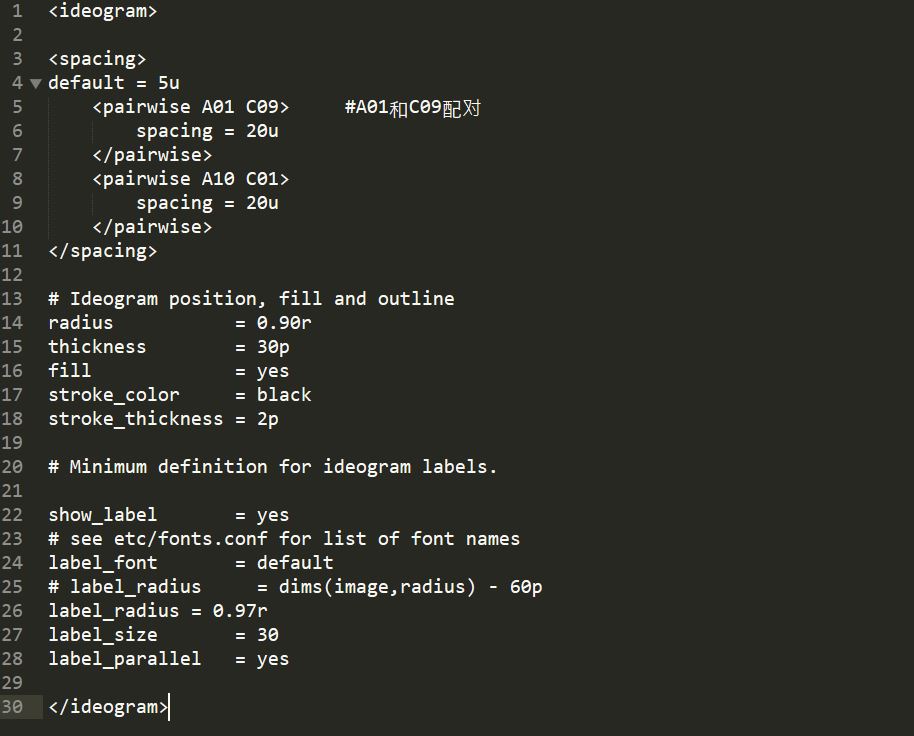 1 <ideogram>
2
3 <spacing>
4 default = 5u
5 <pairwise A01 C09> #A01和C09配对
6 spacing = 20u
7 </pairwise>
8 <pairwise A10 C01>
9 spacing = 20u
10 </pairwise>
11 </spacing>
12
13 # Ideogram position, fill and outline
14 radius = 0.90r
15 thickness = 30p
16 fill = yes
17 stroke_color = black
18 stroke_thickness = 2p
19
20 # Minimum definition for ideogram labels.
21
22 show_label = yes
23 # see etc/fonts.conf for list of font names
24 label_font = default
25 # label_radius = dims(image,radius) - 60p
26 label_radius = 0.97r
27 label_size = 30
28 label_parallel = yes
29
30 </ideogram>